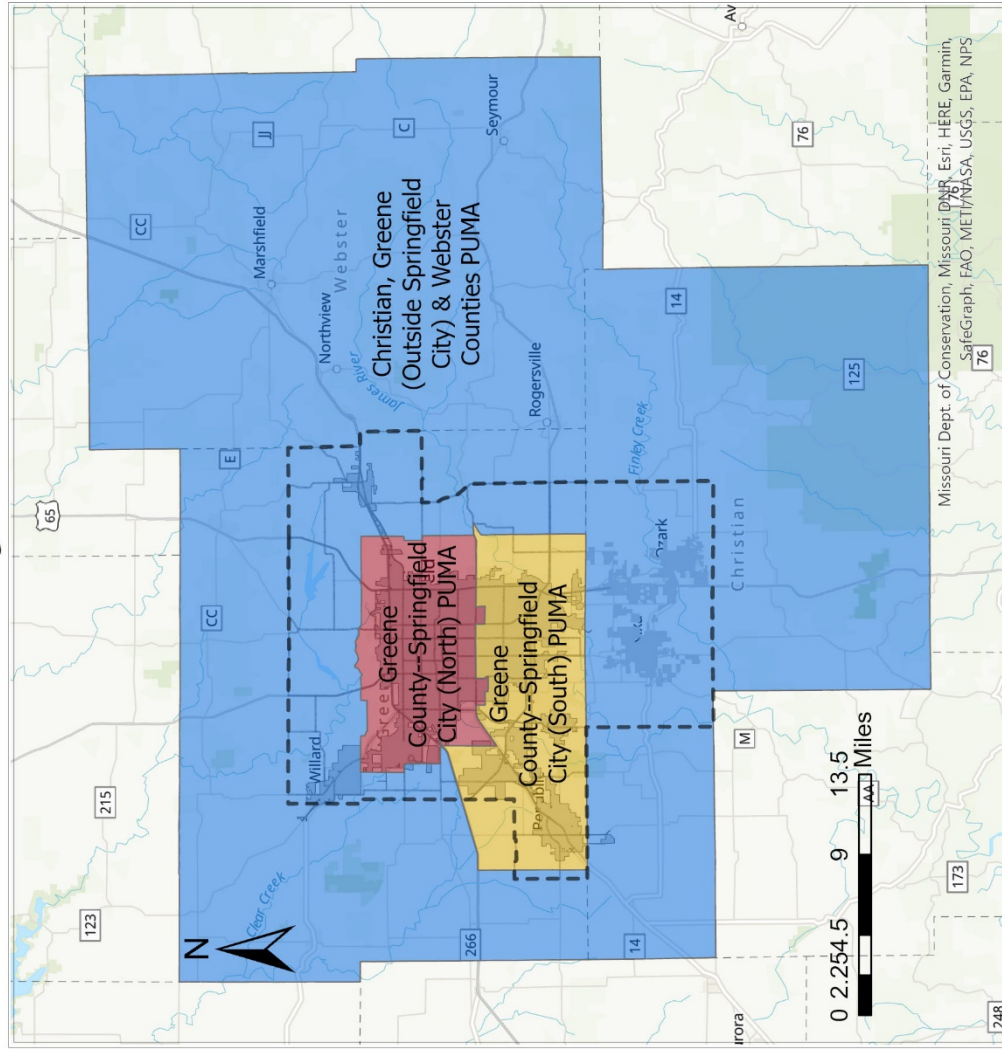 65
CC
215
123
CC
E
JJ
C
Marshfield
Webster
Northview
James River
Seymour
Willard
Clear Creek
N
266
Christian, Greene
(Outside Springfield
City) & Webster
Counties PUMA
Greene
County--Springfield
City (North) PUMA
Greene
County--Springfield
City (South) PUMA
Rogersville
Finley Creek
14
14
76
Christian
125
M
AA
173
248
76
76
0 2.25 4.5 9 13.5
Miles
Missouri Dept. of Conservation, Missouri DNR, Esri, HERE, Garmin,
SafeGraph, FAO, METI/NASA, USGS, EPA, NPS